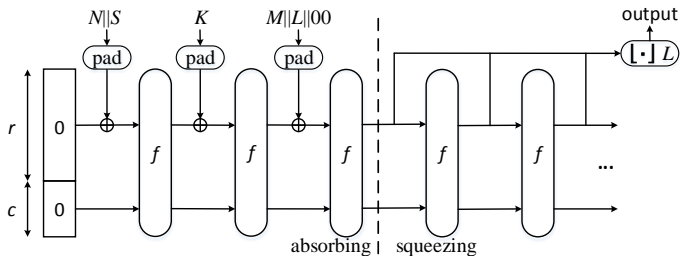 N||S K M||L||00 output
pad pad pad ⌊·⌋ L
r 0
f f f f f
...
c 0
absorbing squeezing